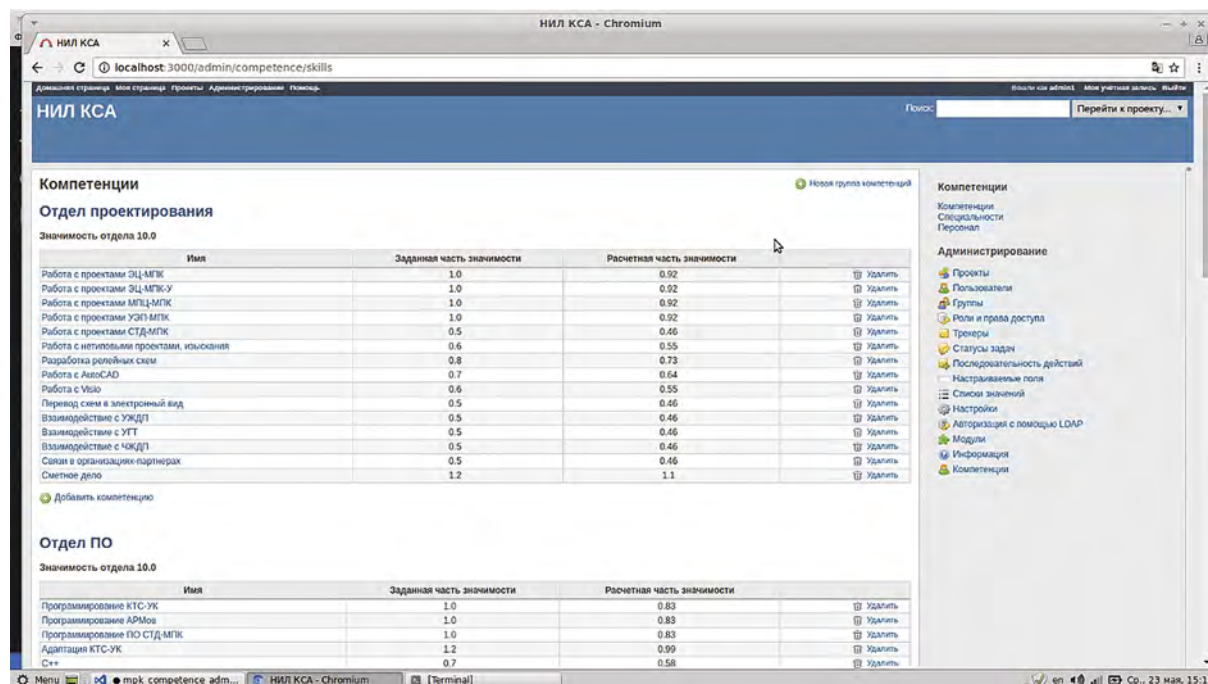 НИЛ КСА - Chromium
НИЛ КСА
localhost:3000/admin/competence/skills
Домашняя страница Моя страница Проекты Администрирование Помощь
Вошли как admin1 Моя учётная запись Выйти
НИЛ КСА
Поиск:
Перейти к проекту...
Компетенции
Новая группа компетенций
Отдел проектирования
Значимость отдела 10.0
Имя Заданная часть значимости Расчетная часть значимости
Работа с проектами ЭЦ-МПК 1.0 0.92 Удалить
Работа с проектами ЭЦ-МПК-У 1.0 0.92 Удалить
Работа с проектами МПЦ-МПК 1.0 0.92 Удалить
Работа с проектами УЭП-МПК 1.0 0.92 Удалить
Работа с проектами СТД-МПК 0.5 0.46 Удалить
Работа с нетиповыми проектами, изыскания 0.6 0.55 Удалить
Разработка релейных схем 0.8 0.73 Удалить
Работа с AutoCAD 0.7 0.64 Удалить
Работа с Visio 0.6 0.55 Удалить
Перевод схем в электронный вид 0.5 0.46 Удалить
Взаимодействие с УЖДП 0.5 0.46 Удалить
Взаимодействие с УГТ 0.5 0.46 Удалить
Взаимодействие с ЧЖДП 0.5 0.46 Удалить
Связи в организациях-партнерах 0.5 0.46 Удалить
Сметное дело 1.2 1.1 Удалить
Добавить компетенцию
Отдел ПО
Значимость отдела 10.0
Имя Заданная часть значимости Расчетная часть значимости
Программирование КТС-УК 1.0 0.83 Удалить
Программирование АРМов 1.0 0.83 Удалить
Программирование ПО СТД-МПК 1.0 0.83 Удалить
Адаптация КТС-УК 1.2 0.99 Удалить
C++ 0.7 0.58 Удалить
Компетенции
Компетенции
Специальности
Персонал
Администрирование
Проекты
Пользователи
Группы
Роли и права доступа
Трекеры
Статусы задач
Последовательность действий
Настраиваемые поля
Списки значений
Настройки
Авторизация с помощью LDAP
Модули
Информация
Компетенции
Menu mpk_competence_adm... НИЛ КСА - Chromium [Terminal] en Ср., 23 мая, 15:1